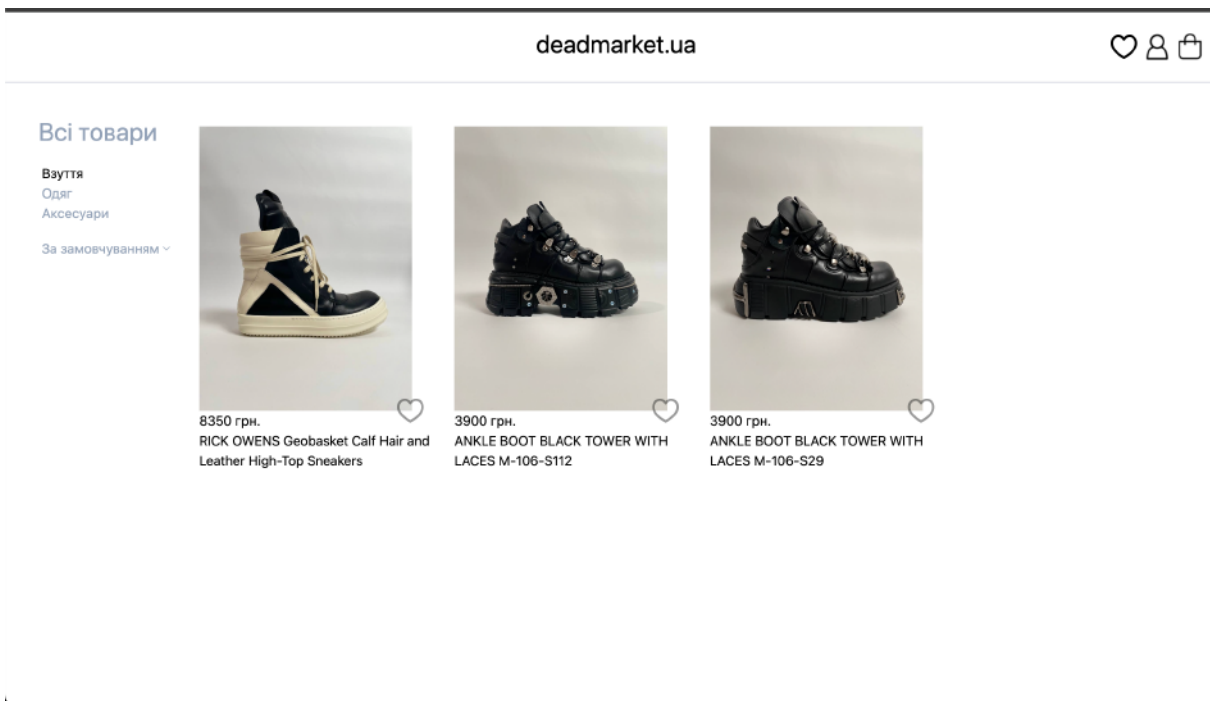 deadmarket.ua
Всі товари
Взуття
Одяг
Аксесуари
За замовчуванням
8350 грн.
RICK OWENS Geobasket Calf Hair and
Leather High-Top Sneakers
3900 грн.
ANKLE BOOT BLACK TOWER WITH
LACES M-106-S112
3900 грн.
ANKLE BOOT BLACK TOWER WITH
LACES M-106-S29